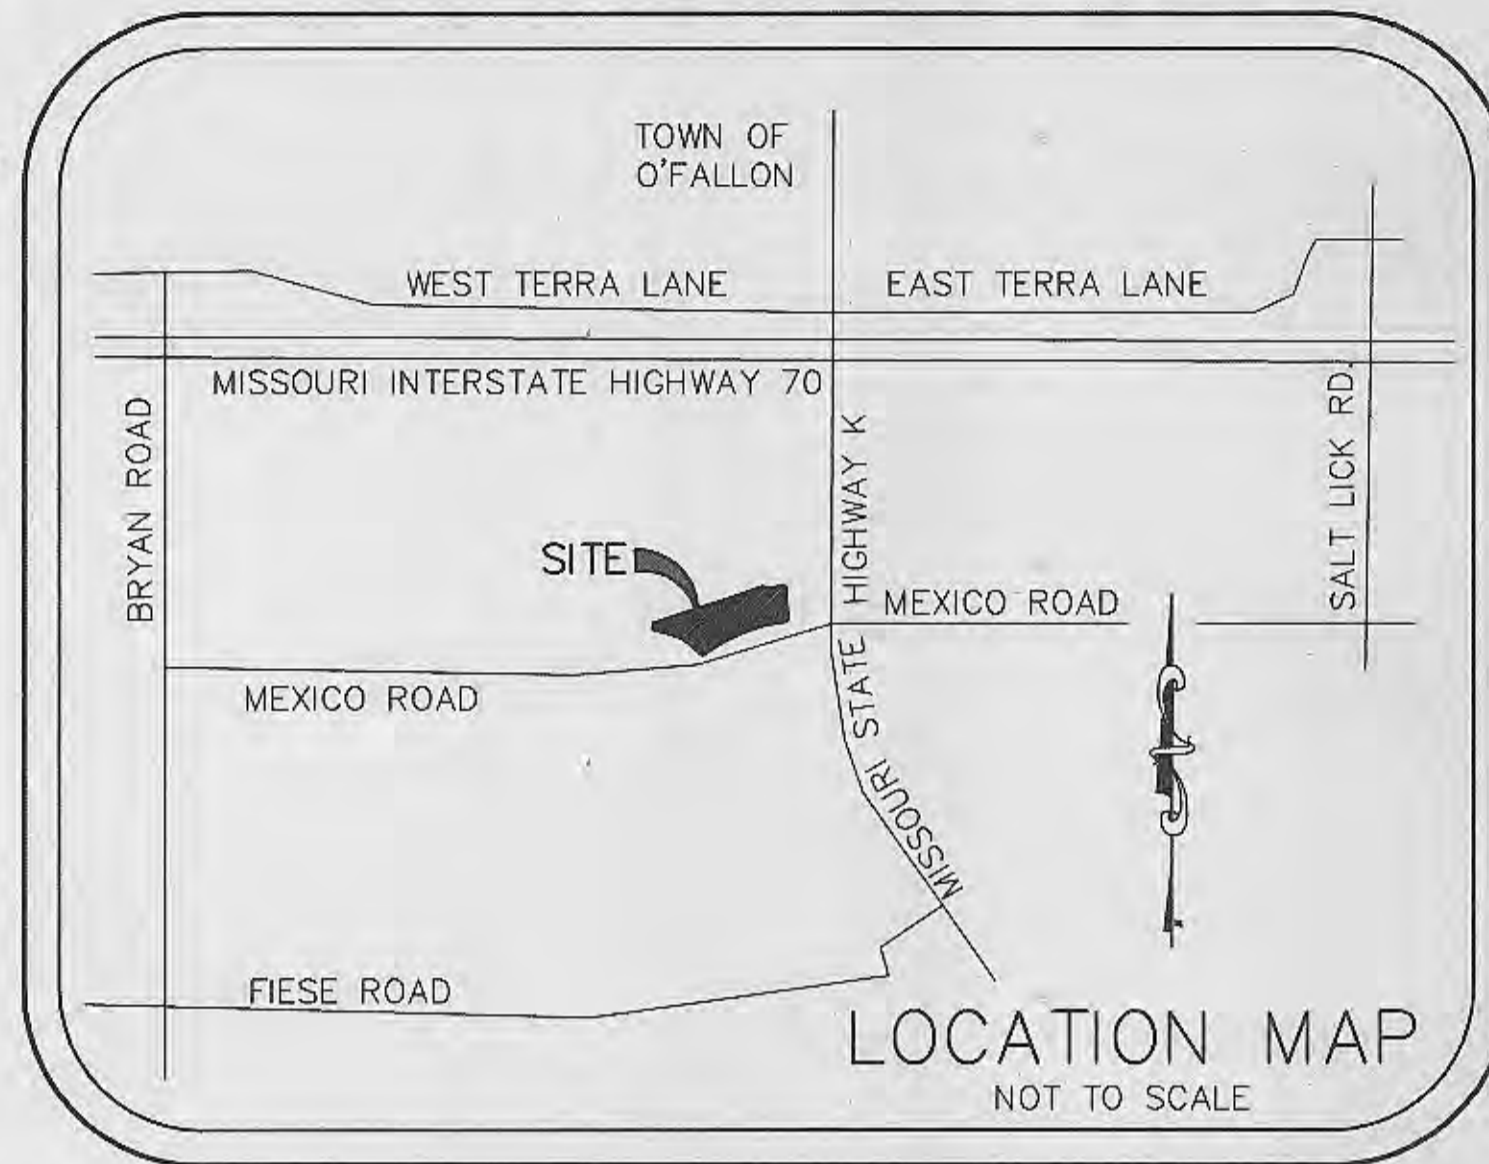 TOWN OF
O'FALLON
WEST TERRA LANE
EAST TERRA LANE
MISSOURI INTERSTATE HIGHWAY 70
BRYAN ROAD
SALT LICK RD.
SITE
MISSOURI STATE HIGHWAY K
MEXICO ROAD
MEXICO ROAD
FIESE ROAD
LOCATION MAP
NOT TO SCALE